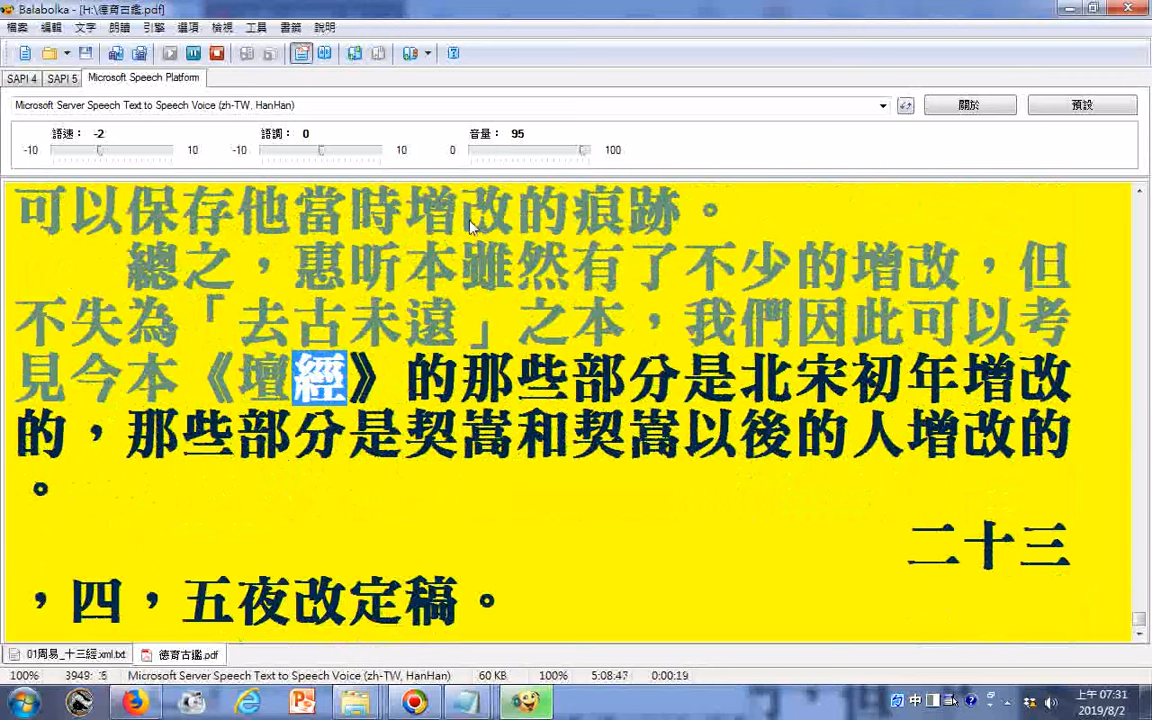 Balabolka - [H:\德育古鑑.pdf]
檔案 編輯 文字 朗讀 引擎 選項 檢視 工具 書籤 說明
SAPI 4 SAPI 5 Microsoft Speech Platform
Microsoft Server Speech Text to Speech Voice (zh-TW, HanHan) 關於 預設
語速： -2 語調： 0 音量： 95
-10 10 -10 10 0 100
可以保存他當時增改的痕跡。
總之，惠昕本雖然有了不少的增改，但
不失為「去古未遠」之本，我們因此可以考
見今本《壇經》的那些部分是北宋初年增改
的，那些部分是契嵩和契嵩以後的人增改的
。
二十三
，四，五夜改定稿。
01周易_十三經.xml.txt 德育古鑑.pdf
100% Microsoft Server Speech Text to Speech Voice (zh-TW, HanHan) 60 KB 100% 5:08:47 0:00:19
中 上午 07:31
2019/8/2